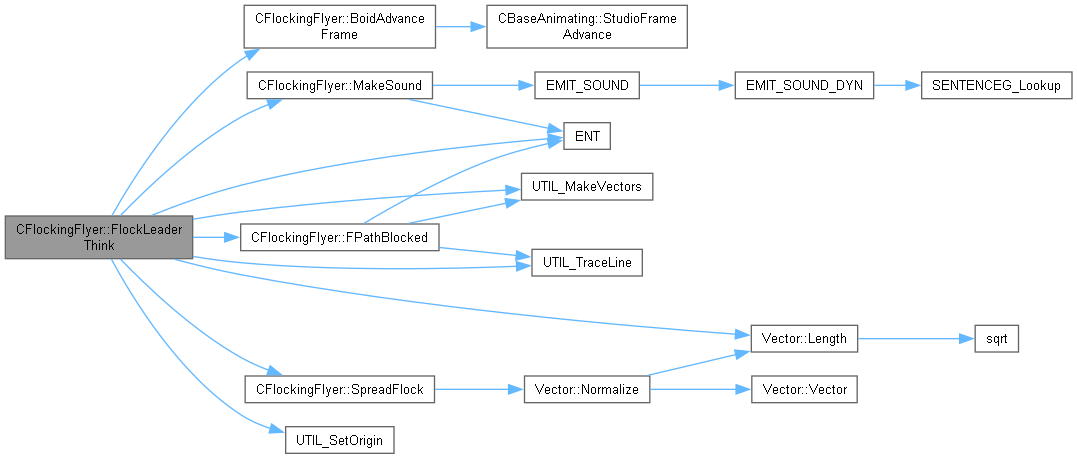 CFlockingFlyer::BoidAdvance
Frame
CBaseAnimating::StudioFrame
Advance
CFlockingFlyer::MakeSound
EMIT_SOUND
EMIT_SOUND_DYN
SENTENCEG_Lookup
ENT
UTIL_MakeVectors
CFlockingFlyer::FlockLeader
Think
CFlockingFlyer::FPathBlocked
UTIL_TraceLine
Vector::Length
sqrt
CFlockingFlyer::SpreadFlock
Vector::Normalize
Vector::Vector
UTIL_SetOrigin